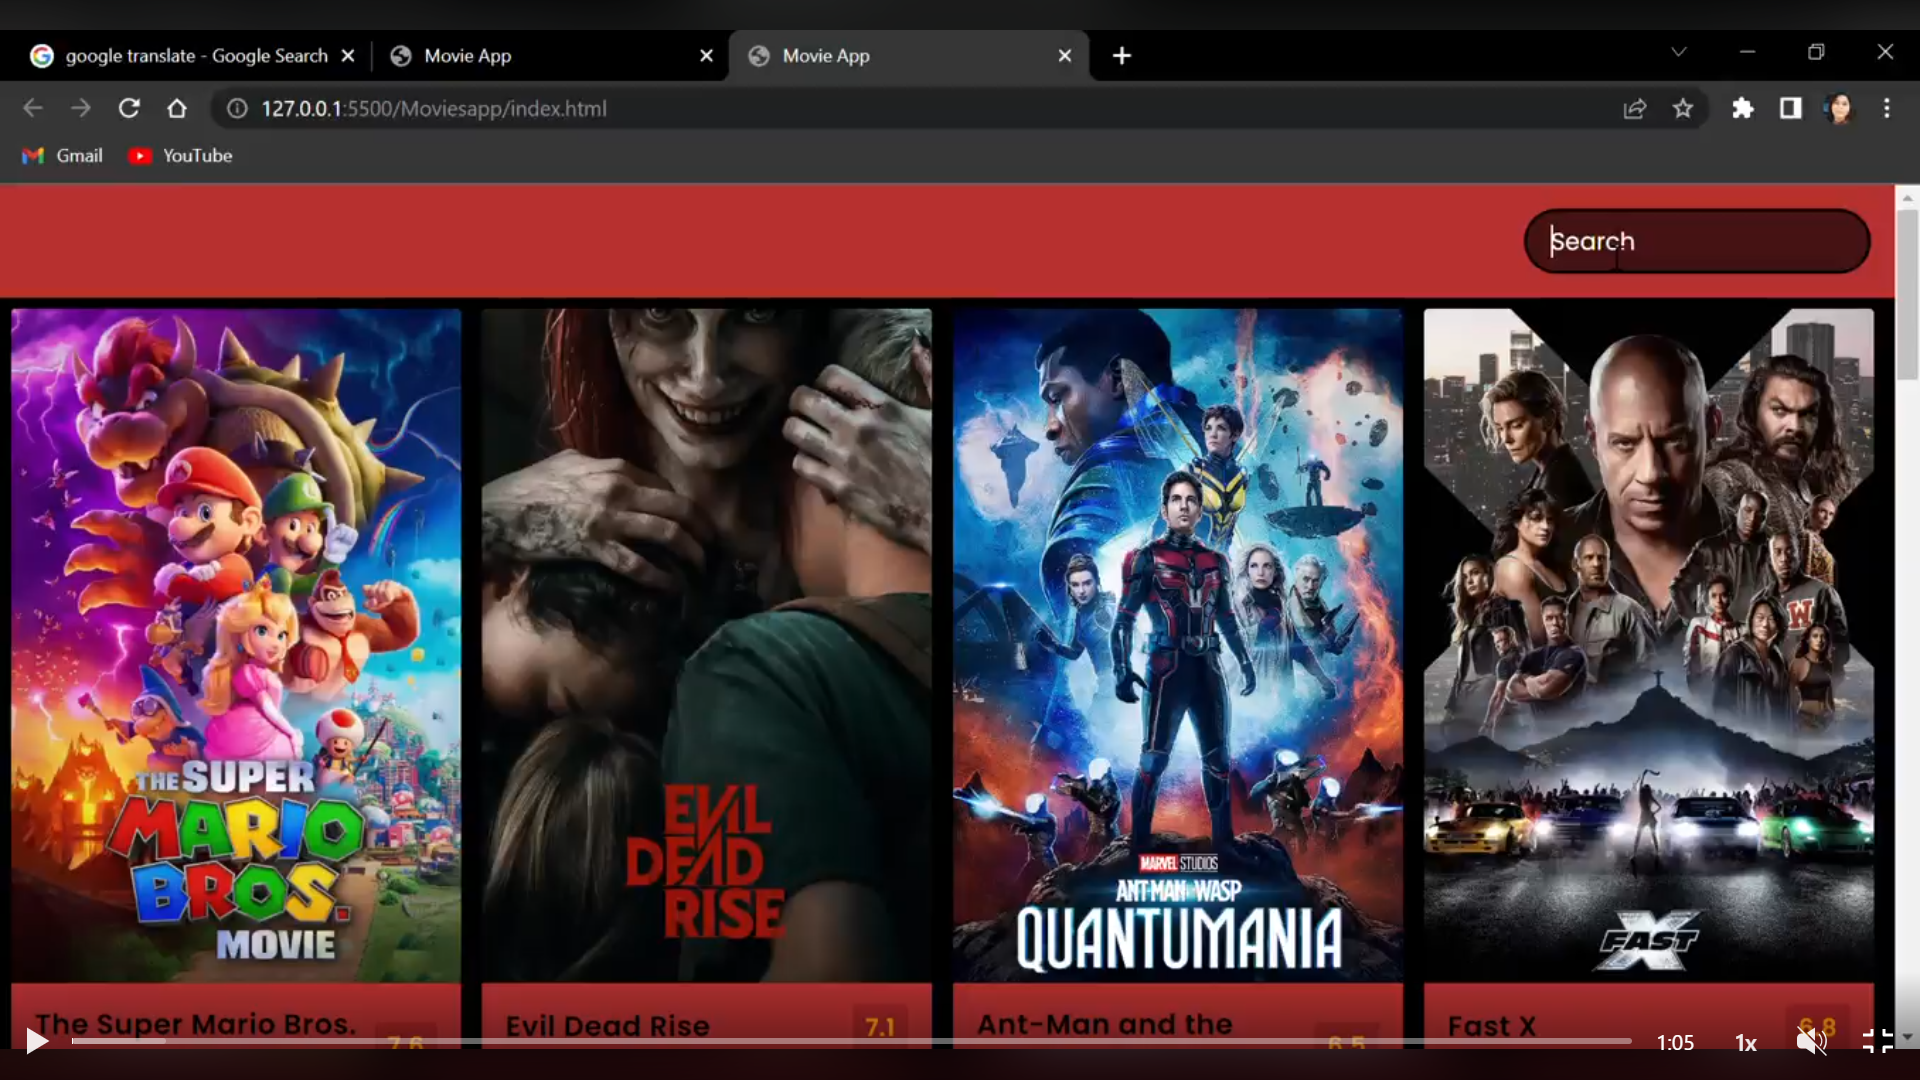 google translate - Google Search
Movie App
Movie App
127.0.0.1:5500/Moviesapp/index.html
Gmail
YouTube
Search
THE SUPER
MARIO
BROS.
MOVIE
EVIL
DEAD
RISE
MARVEL STUDIOS
ANT-MAN AND THE WASP
QUANTUMANIA
W
FAST
X
The Super Mario Bros.
7.6
Evil Dead Rise
7.1
Ant-Man and the
6.5
Fast X
6.8
1:05
1x